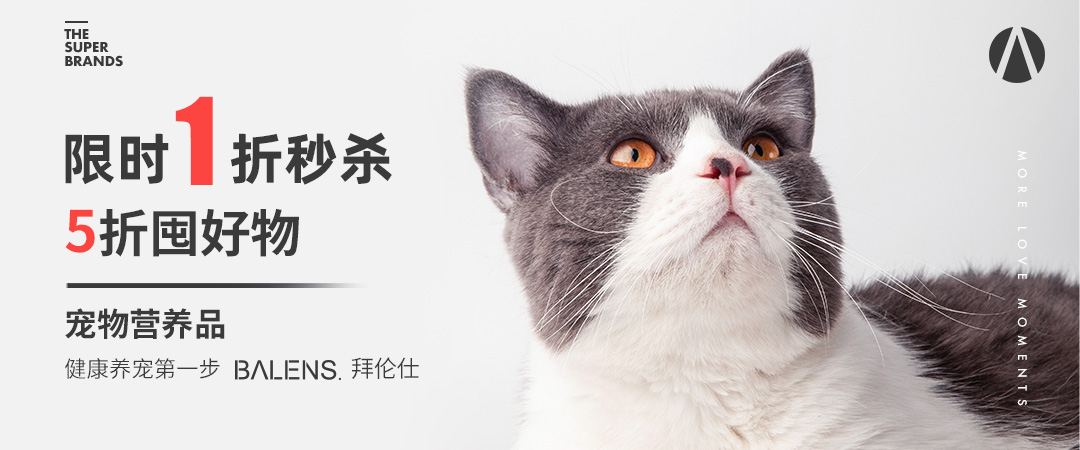 THE
SUPER
BRANDS
限时1折秒杀
5折囤好物
宠物营养品
健康养宠第一步 BALENS. 拜伦仕
MORE LOVE MOMENTS